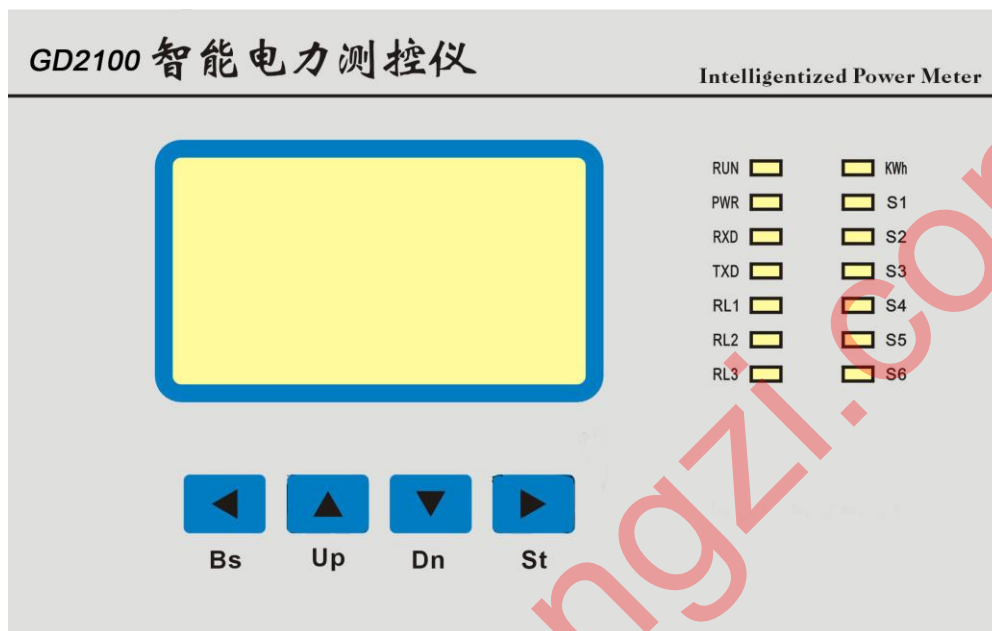 GD2100 智能电力测控仪
Intelligentized Power Meter
RUN KWh
PWR S1
RXD S2
TXD S3
RL1 S4
RL2 S5
RL3 S6
Bs Up Dn St
ngzi.com